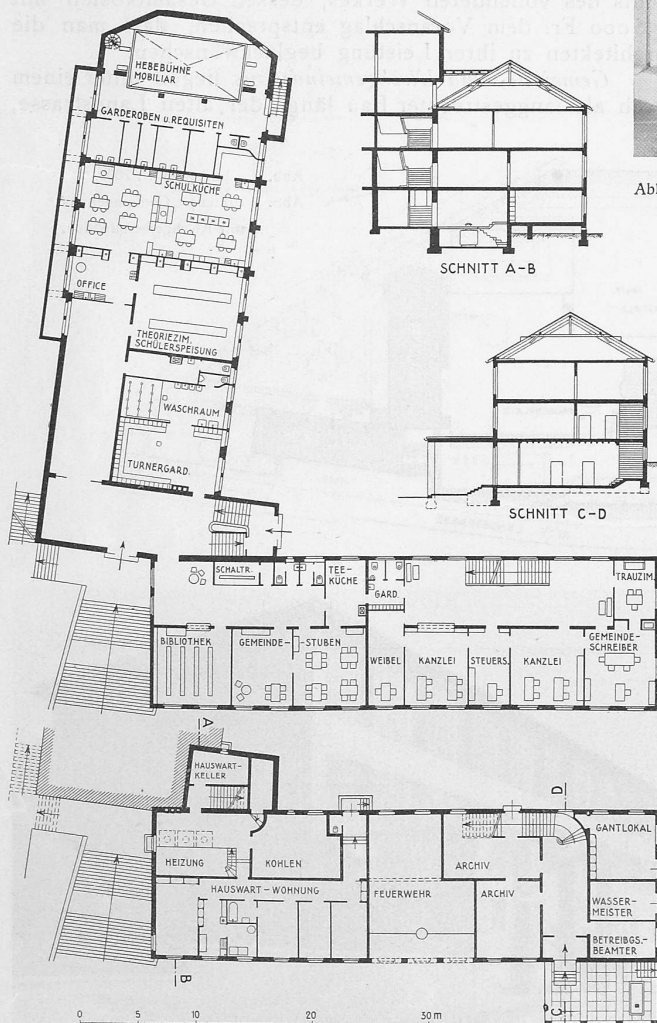 HEBEBÜHNE
MOBILIAR
GARDEROBEN u. REQUISITEN
SCHULKÜCHE
OFFICE
THEORIEZIM.
SCHÜLERSPEISUNG
WASCHRAUM
TURNERGARD.
SCHNITT A-B
SCHNITT C-D
SCHALTR.
TEE-
KÜCHE
GARD.
TRAUZIM.
BIBLIOTHEK
GEMEINDE-
-STUBEN
WEIBEL
KANZLEI
STEUERS.
KANZLEI
GEMEINDE-
SCHREIBER
A
HAUSWART-
KELLER
D
HEIZUNG
KOHLEN
ARCHIV
GANTLOKAL
HAUSWART-WOHNUNG
FEUERWEHR
ARCHIV
WASSER-
MEISTER
BETREIBGS.-
BEAMTER
B
C
0 5 10 20 30 m